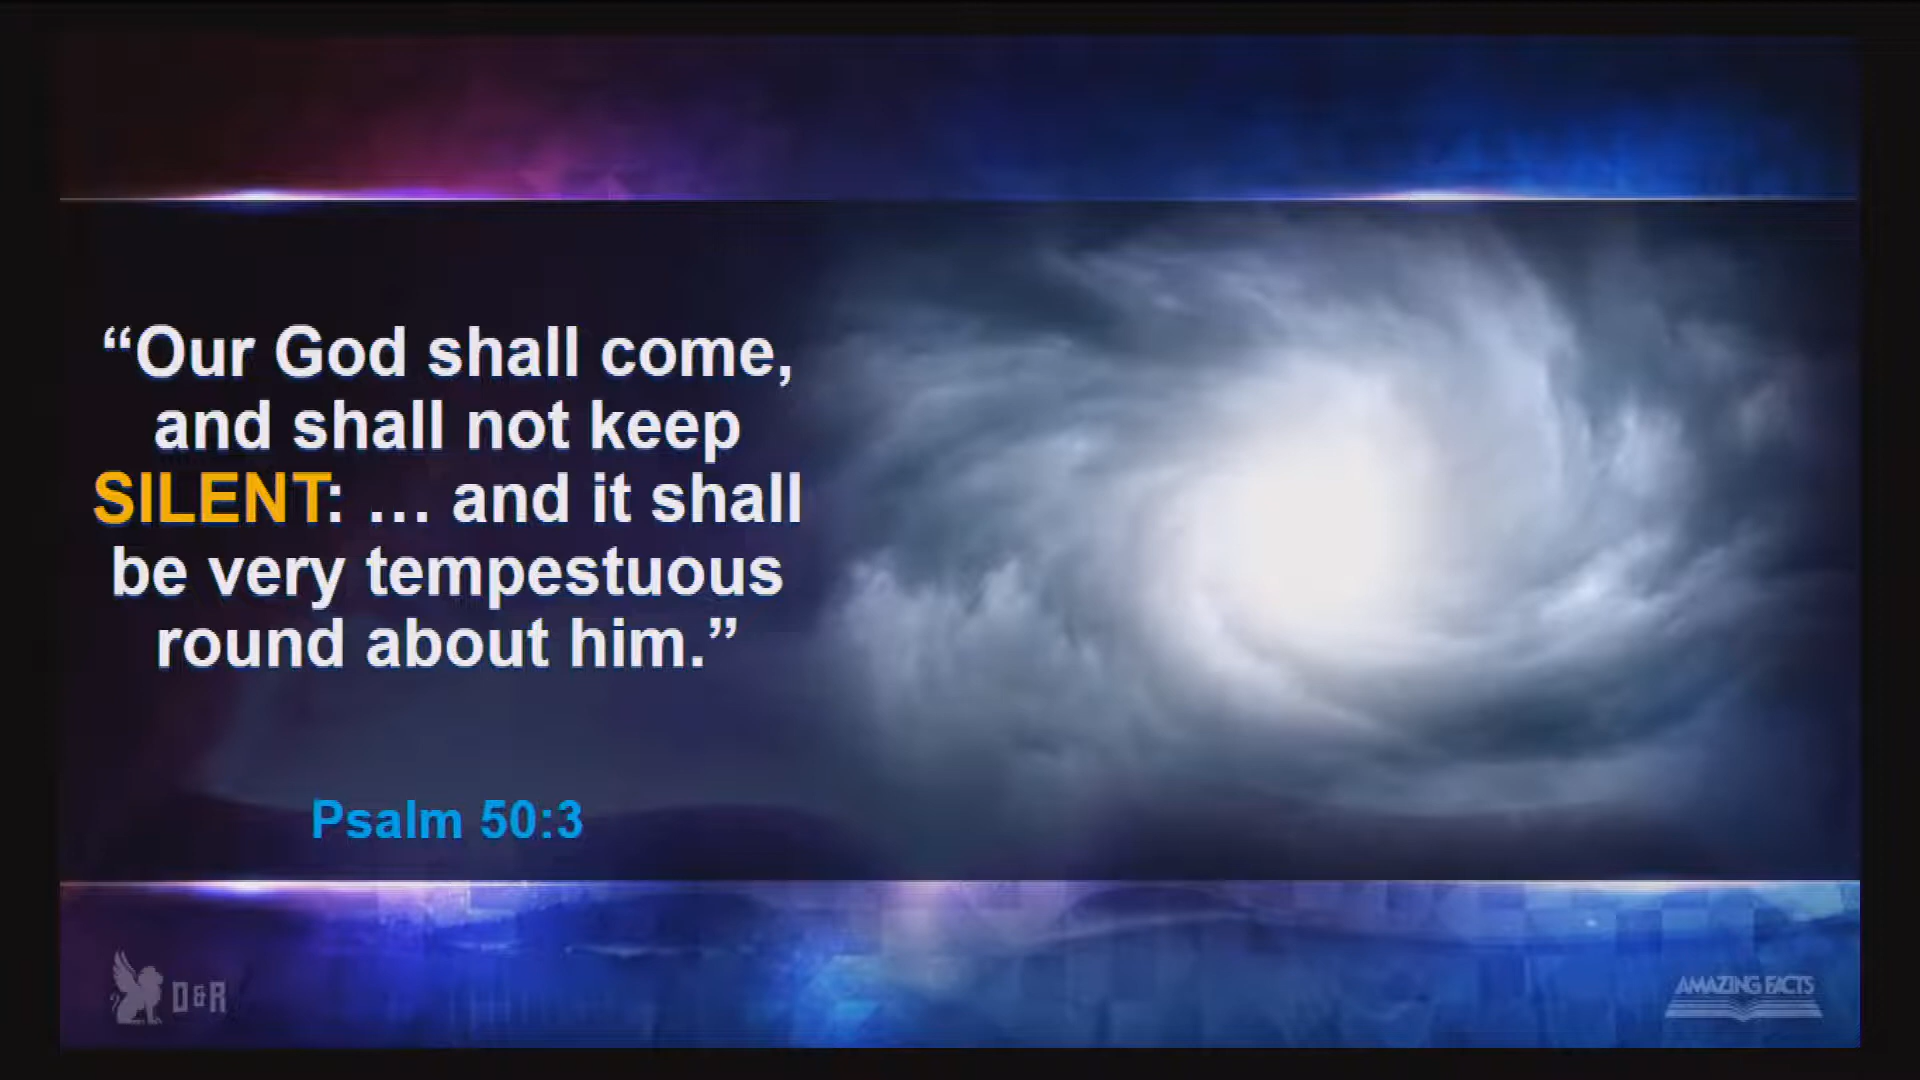 “Our God shall come,
and shall not keep
SILENT: … and it shall
be very tempestuous
round about him.”
Psalm 50:3
D&R
AMAZING FACTS